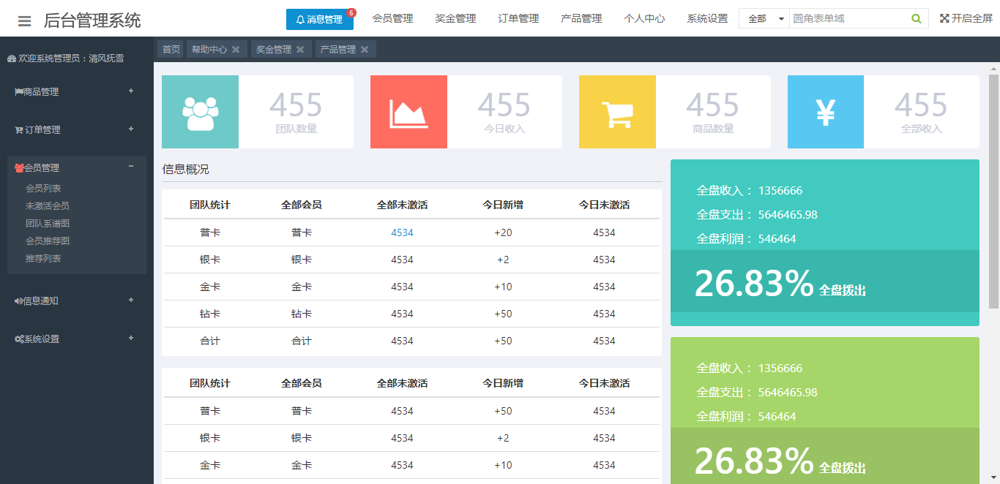 后台管理系统 消息管理 6 会员管理 奖金管理 订单管理 产品管理 个人中心 系统设置 全部 圆角表单域 开启全屏
欢迎系统管理员：清风抚雪
首页 帮助中心 奖金管理 产品管理
商品管理 +
订单管理 +
会员管理 −
会员列表
未激活会员
团队系谱图
会员推荐图
推荐列表
信息通知 +
系统设置 +
455
团队数量
455
今日收入
455
商品数量
¥
455
全部收入
信息概况
团队统计 全部会员 全部未激活 今日新增 今日未激活
普卡 普卡 4534 +20 4534
银卡 银卡 4534 +2 4534
金卡 金卡 4534 +10 4534
钻卡 钻卡 4534 +50 4534
合计 合计 4534 +50 4534
团队统计 全部会员 全部未激活 今日新增 今日未激活
普卡 普卡 4534 +50 4534
银卡 银卡 4534 +2 4534
金卡 金卡 4534 +10 4534
全盘收入： 1356666
全盘支出： 5646465.98
全盘利润： 546464
26.83% 全盘拨出
全盘收入： 1356666
全盘支出： 5646465.98
全盘利润： 546464
26.83% 全盘拨出